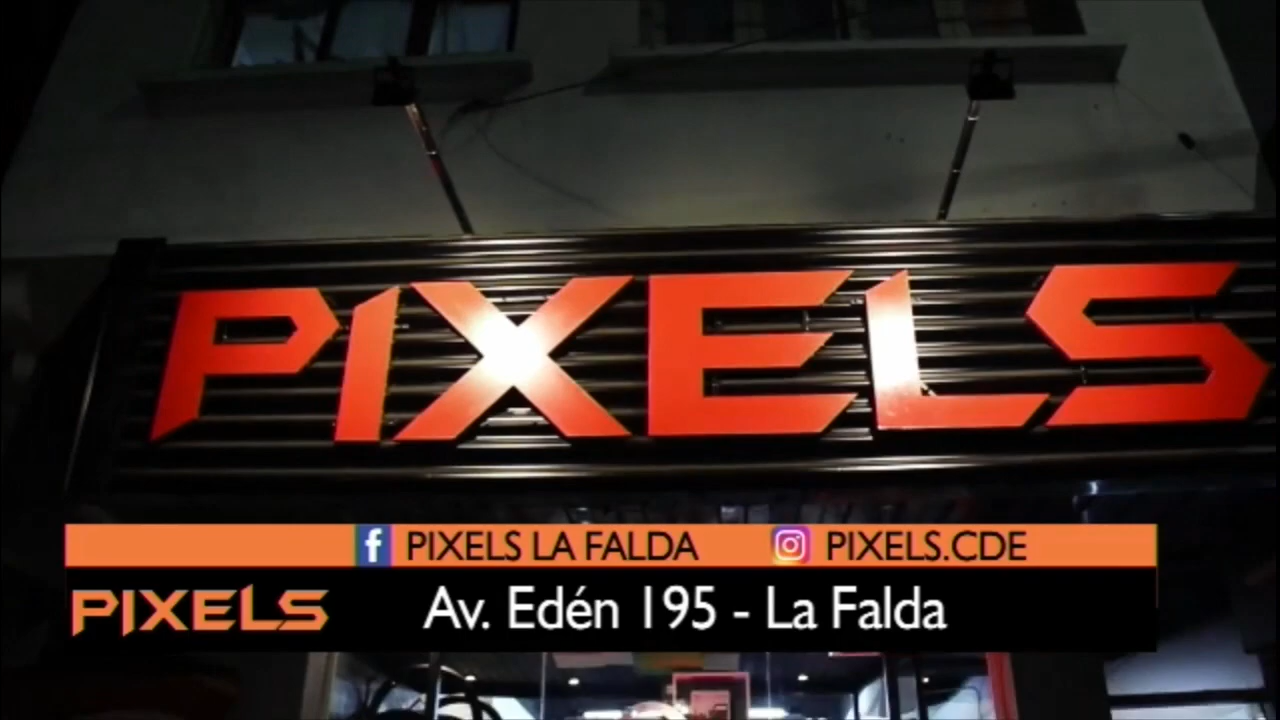 PIXELS
PIXELS LA FALDA PIXELS.CDE
PIXELS
Av. Edén 195 - La Falda